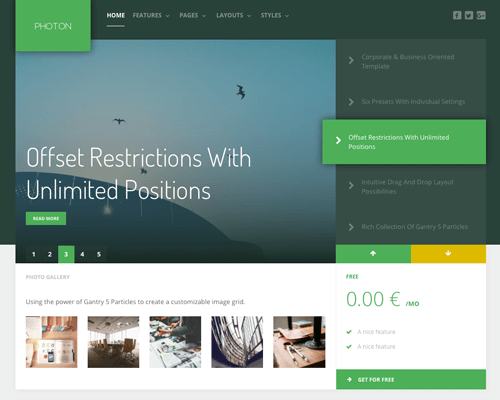 PHOTON
HOME FEATURES PAGES LAYOUTS STYLES
Corporate & Business Oriented
Template
Six Presets With Individual Settings
Offset Restrictions With Unlimited
Positions
Intuitive Drag And Drop Layout
Possibilities
Rich Collection Of Gantry 5 Particles
Offset Restrictions With
Unlimited Positions
READ MORE
1 2 3 4 5
PHOTO GALLERY
Using the power of Gantry 5 Particles to create a customizable image grid.
FREE
0.00 € /MO
A nice feature
A nice feature
GET FOR FREE